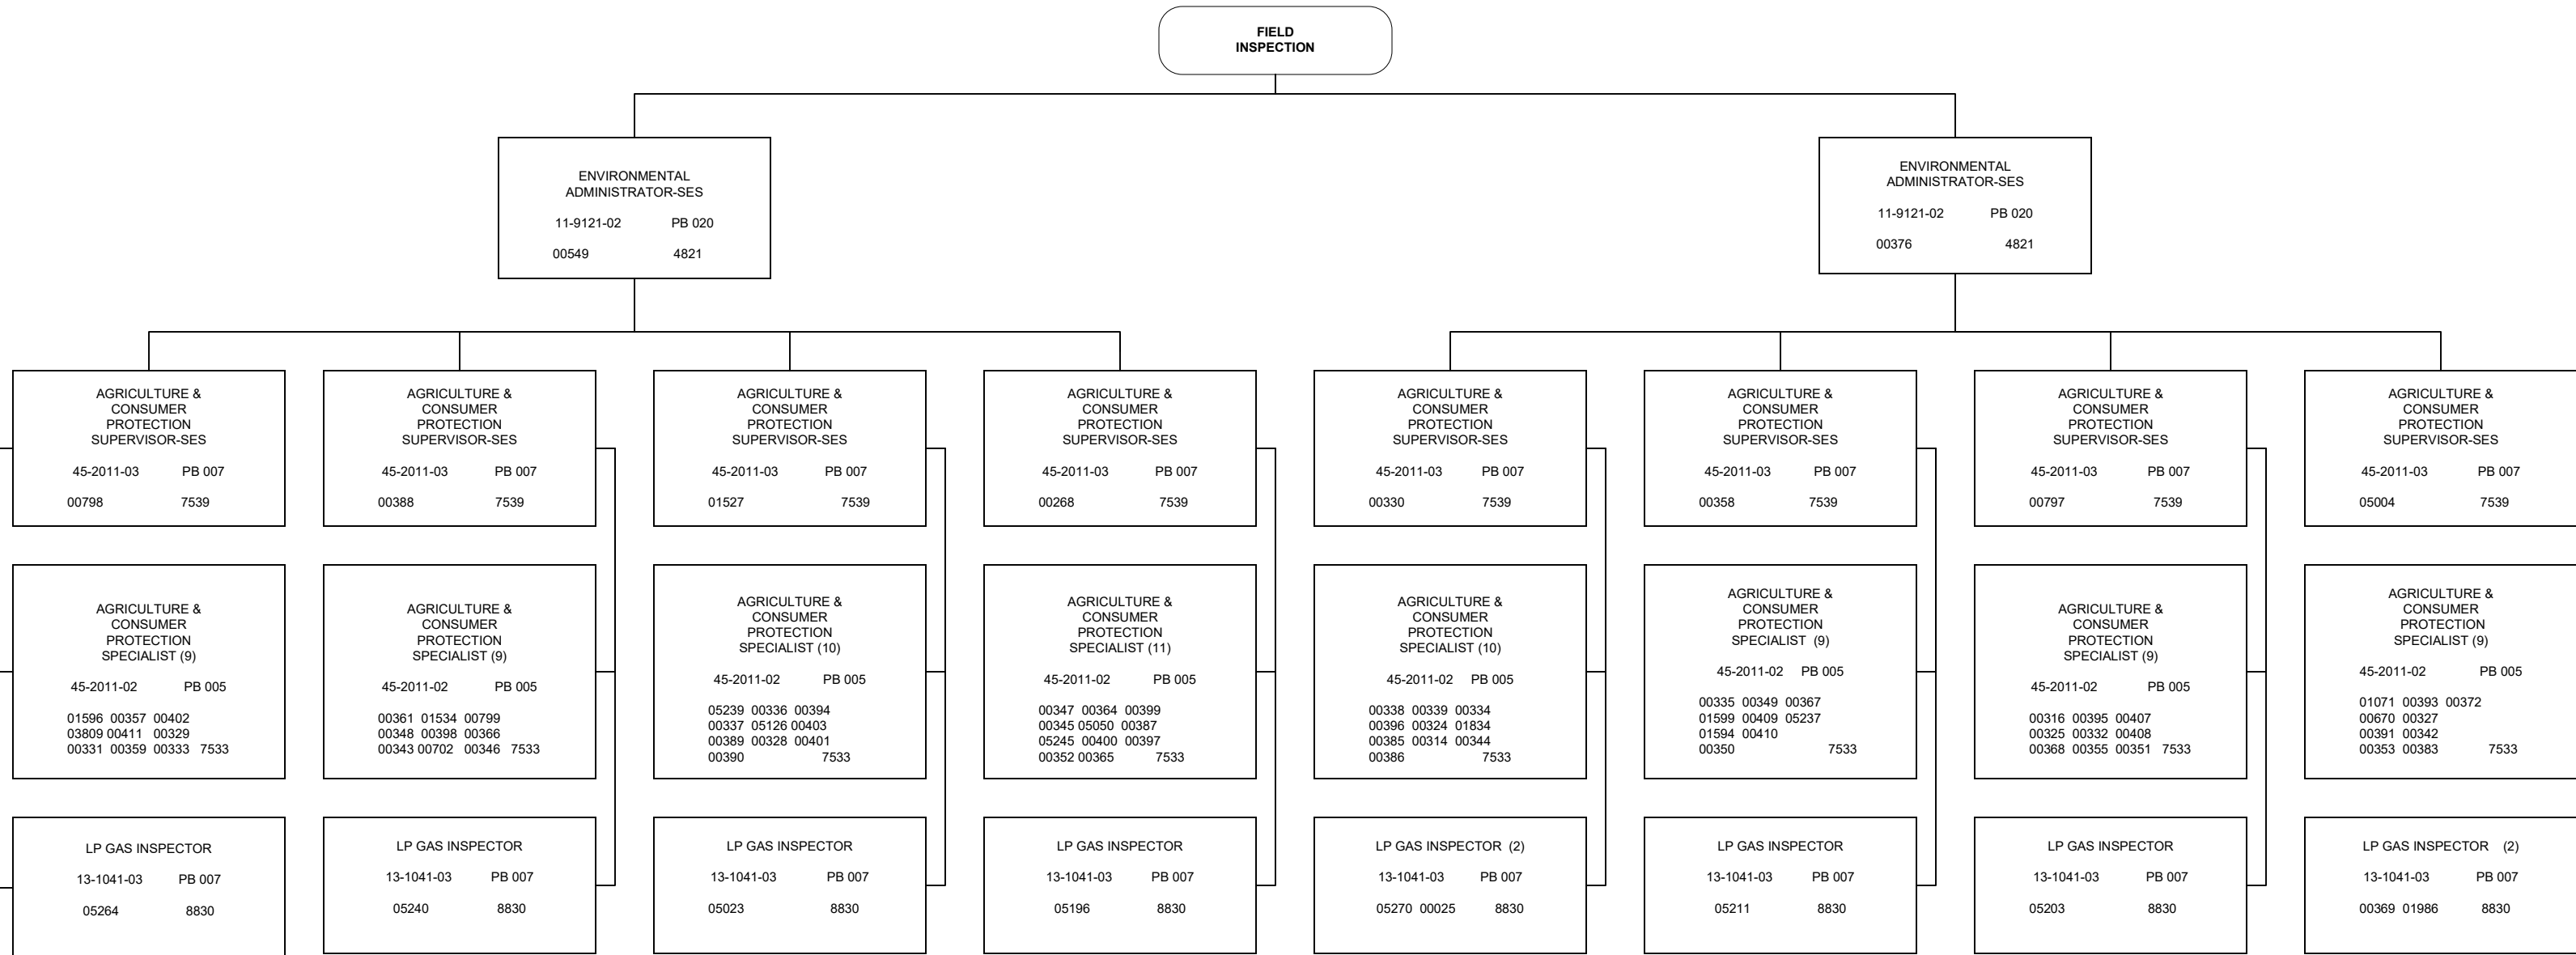 FIELD
INSPECTION
ENVIRONMENTAL
ADMINISTRATOR-SES
11-9121-02 PB 020
00549 4821
ENVIRONMENTAL
ADMINISTRATOR-SES
11-9121-02 PB 020
00376 4821
AGRICULTURE &
CONSUMER
PROTECTION
SUPERVISOR-SES
45-2011-03 PB 007
00798 7539
AGRICULTURE &
CONSUMER
PROTECTION
SUPERVISOR-SES
45-2011-03 PB 007
00388 7539
AGRICULTURE &
CONSUMER
PROTECTION
SUPERVISOR-SES
45-2011-03 PB 007
01527 7539
AGRICULTURE &
CONSUMER
PROTECTION
SUPERVISOR-SES
45-2011-03 PB 007
00268 7539
AGRICULTURE &
CONSUMER
PROTECTION
SUPERVISOR-SES
45-2011-03 PB 007
00330 7539
AGRICULTURE &
CONSUMER
PROTECTION
SUPERVISOR-SES
45-2011-03 PB 007
00358 7539
AGRICULTURE &
CONSUMER
PROTECTION
SUPERVISOR-SES
45-2011-03 PB 007
00797 7539
AGRICULTURE &
CONSUMER
PROTECTION
SUPERVISOR-SES
45-2011-03 PB 007
05004 7539
AGRICULTURE &
CONSUMER
PROTECTION
SPECIALIST (9)
45-2011-02 PB 005
01596 00357 00402
03809 00411 00329
00331 00359 00333 7533
AGRICULTURE &
CONSUMER
PROTECTION
SPECIALIST (9)
45-2011-02 PB 005
00361 01534 00799
00348 00398 00366
00343 00702 00346 7533
AGRICULTURE &
CONSUMER
PROTECTION
SPECIALIST (10)
45-2011-02 PB 005
05239 00336 00394
00337 05126 00403
00389 00328 00401
00390 7533
AGRICULTURE &
CONSUMER
PROTECTION
SPECIALIST (11)
45-2011-02 PB 005
00347 00364 00399
00345 05050 00387
05245 00400 00397
00352 00365 7533
AGRICULTURE &
CONSUMER
PROTECTION
SPECIALIST (10)
45-2011-02 PB 005
00338 00339 00334
00396 00324 01834
00385 00314 00344
00386 7533
AGRICULTURE &
CONSUMER
PROTECTION
SPECIALIST (9)
45-2011-02 PB 005
00335 00349 00367
01599 00409 05237
01594 00410
00350 7533
AGRICULTURE &
CONSUMER
PROTECTION
SPECIALIST (9)
45-2011-02 PB 005
00316 00395 00407
00325 00332 00408
00368 00355 00351 7533
AGRICULTURE &
CONSUMER
PROTECTION
SPECIALIST (9)
45-2011-02 PB 005
01071 00393 00372
00670 00327
00391 00342
00353 00383 7533
LP GAS INSPECTOR
13-1041-03 PB 007
05264 8830
LP GAS INSPECTOR
13-1041-03 PB 007
05240 8830
LP GAS INSPECTOR
13-1041-03 PB 007
05023 8830
LP GAS INSPECTOR
13-1041-03 PB 007
05196 8830
LP GAS INSPECTOR (2)
13-1041-03 PB 007
05270 00025 8830
LP GAS INSPECTOR
13-1041-03 PB 007
05211 8830
LP GAS INSPECTOR
13-1041-03 PB 007
05203 8830
LP GAS INSPECTOR (2)
13-1041-03 PB 007
00369 01986 8830